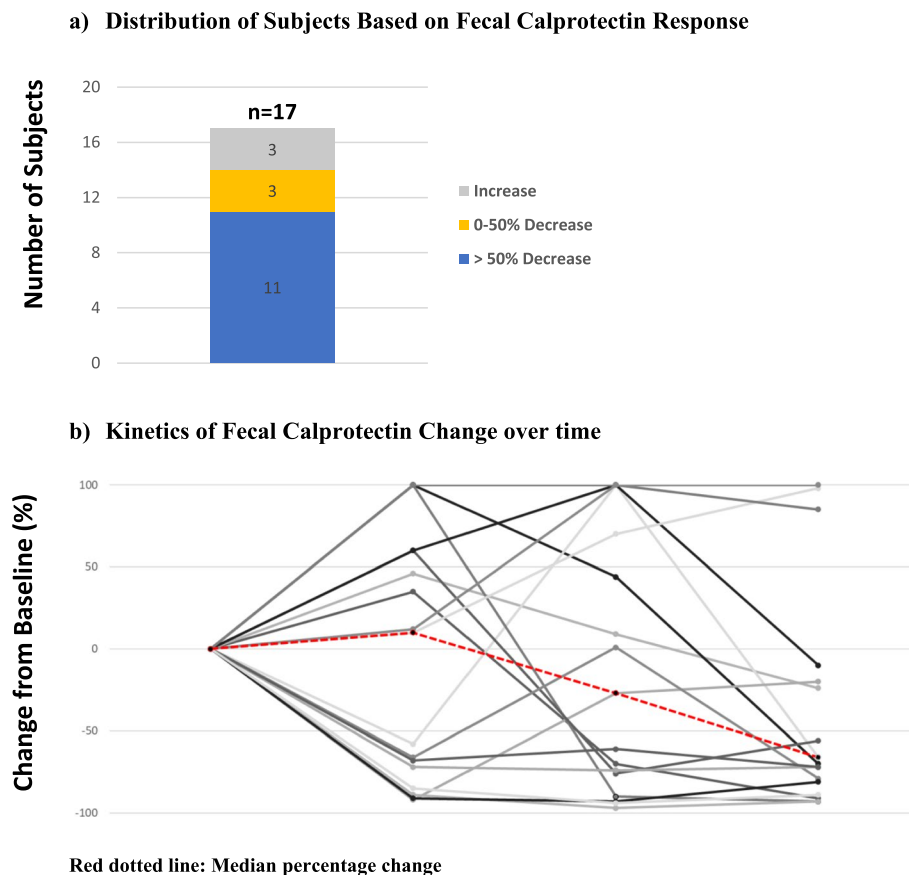 a) Distribution of Subjects Based on Fecal Calprotectin Response
Number of Subjects
20
16
12
8
4
0
n=17
3
3
11
Increase
0-50% Decrease
> 50% Decrease
b) Kinetics of Fecal Calprotectin Change over time
Change from Baseline (%)
100
50
0
-50
-100
Red dotted line: Median percentage change